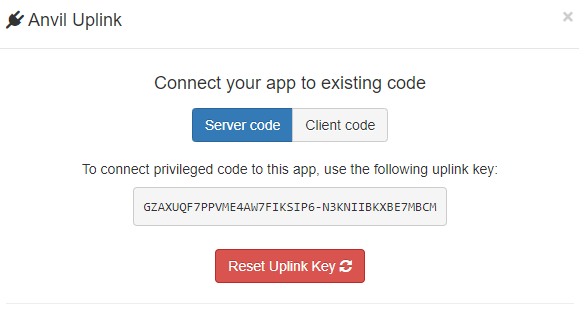 Anvil Uplink
×
Connect your app to existing code
Server code
Client code
To connect privileged code to this app, use the following uplink key:
GZAXUQF7PPVME4AW7FIKSIP6-N3KNIIBKXBE7MBCM
Reset Uplink Key